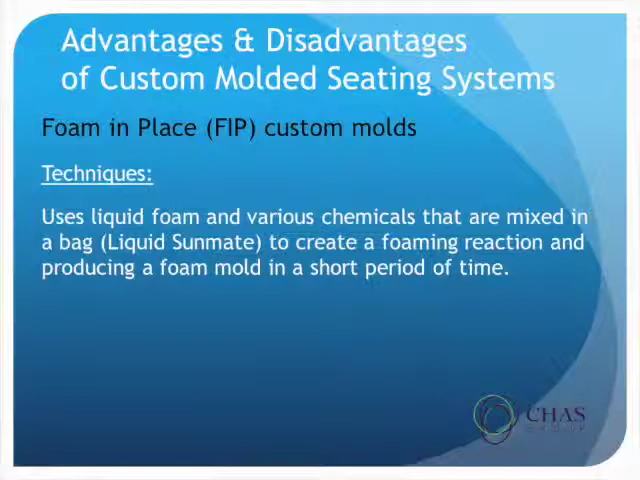 Advantages & Disadvantages
of Custom Molded Seating Systems
Foam in Place (FIP) custom molds
Techniques:
Uses liquid foam and various chemicals that are mixed in
a bag (Liquid Sunmate) to create a foaming reaction and
producing a foam mold in a short period of time.
CHAS
GROUP